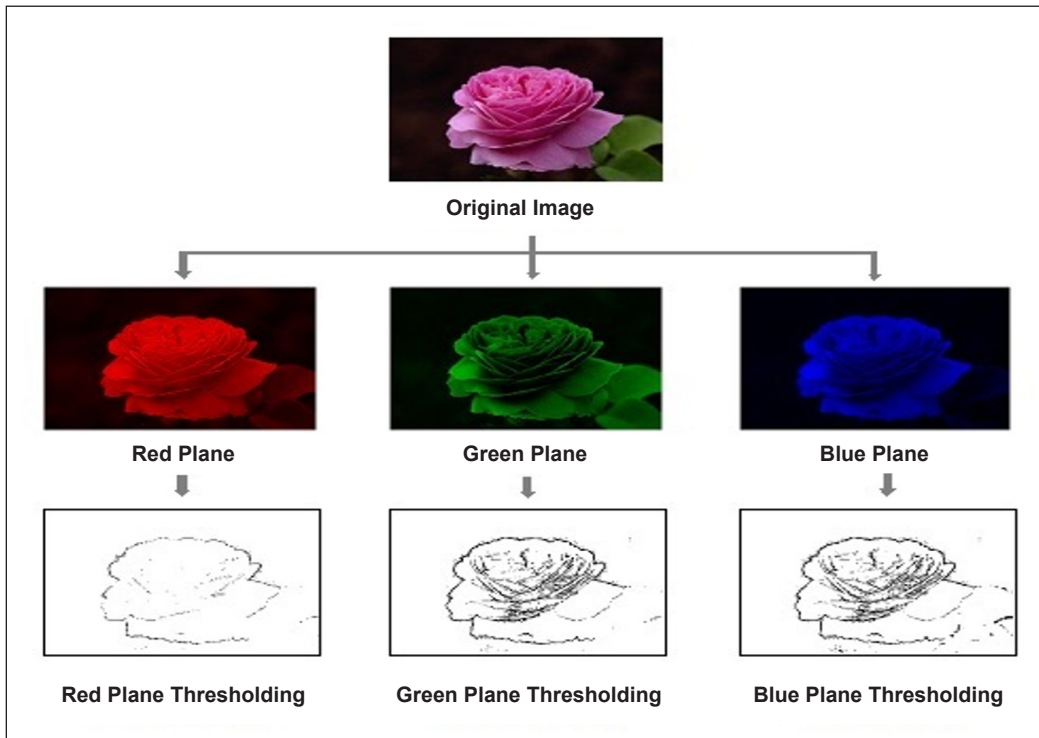 Original Image
Red Plane
Green Plane
Blue Plane
Red Plane Thresholding
Green Plane Thresholding
Blue Plane Thresholding